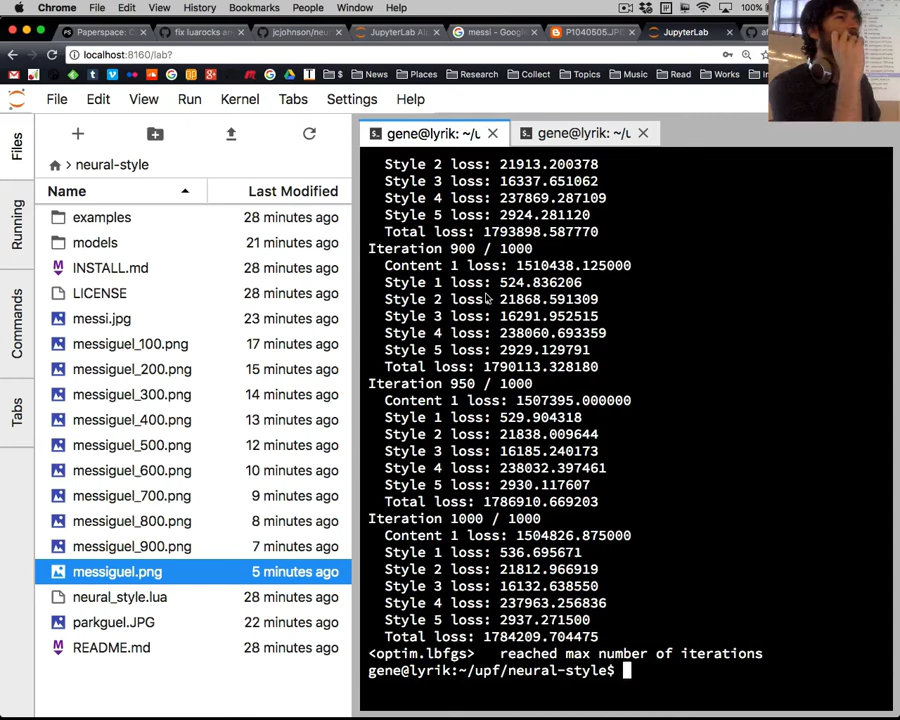 Chrome File Edit View History Bookmarks People Window Help 100%
Paperspace: C fix luarocks jcjohnson/neu JupyterLab Al messi - Google P1040505.JPG JupyterLab
localhost:8160/lab?
$ News Places Research Collect Topics Music Read Works
File Edit View Run Kernel Tabs Settings Help
Files
Running
Commands
Tabs
gene@lyrik: ~/u
gene@lyrik: ~/u
neural-style
Name Last Modified
examples 28 minutes ago
models 21 minutes ago
INSTALL.md 28 minutes ago
LICENSE 28 minutes ago
messi.jpg 28 minutes ago
messiguel_100.png 17 minutes ago
messiguel_200.png 15 minutes ago
messiguel_300.png 14 minutes ago
messiguel_400.png 13 minutes ago
messiguel_500.png 12 minutes ago
messiguel_600.png 10 minutes ago
messiguel_700.png 9 minutes ago
messiguel_800.png 8 minutes ago
messiguel_900.png 7 minutes ago
messiguel.png 5 minutes ago
neural_style.lua 28 minutes ago
parkguel.JPG 22 minutes ago
README.md 28 minutes ago
Style 2 loss: 21913.200378
Style 3 loss: 16337.651062
Style 4 loss: 237869.287109
Style 5 loss: 2924.281120
Total loss: 1793898.587770
Iteration 900 / 1000
Content 1 loss: 1510438.125000
Style 1 loss: 524.836206
Style 2 loss: 21868.591309
Style 3 loss: 16291.952515
Style 4 loss: 238060.693359
Style 5 loss: 2929.129791
Total loss: 1790113.328180
Iteration 950 / 1000
Content 1 loss: 1507395.000000
Style 1 loss: 529.904318
Style 2 loss: 21838.009644
Style 3 loss: 16185.240173
Style 4 loss: 238032.397461
Style 5 loss: 2930.117607
Total loss: 1786910.669203
Iteration 1000 / 1000
Content 1 loss: 1504826.875000
Style 1 loss: 536.695671
Style 2 loss: 21812.966919
Style 3 loss: 16132.638550
Style 4 loss: 237963.256836
Style 5 loss: 2937.271500
Total loss: 1784209.704475
<optim.lbfgs> reached max number of iterations
gene@lyrik:~/upf/neural-style$